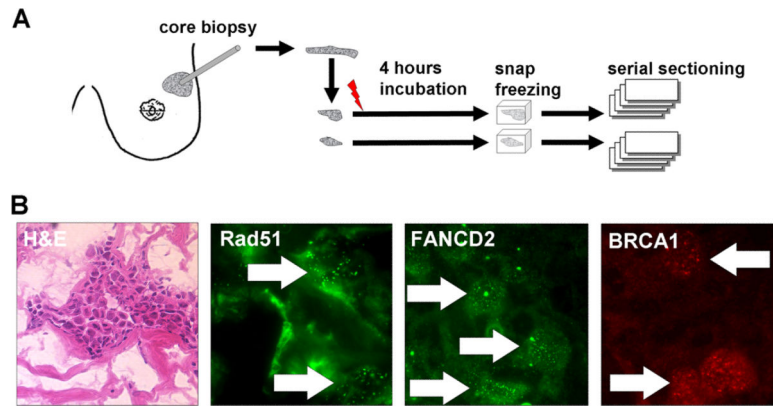 A
core biopsy
4 hours
incubation
snap
freezing
serial sectioning
B
H&E
Rad51
FANCD2
BRCA1